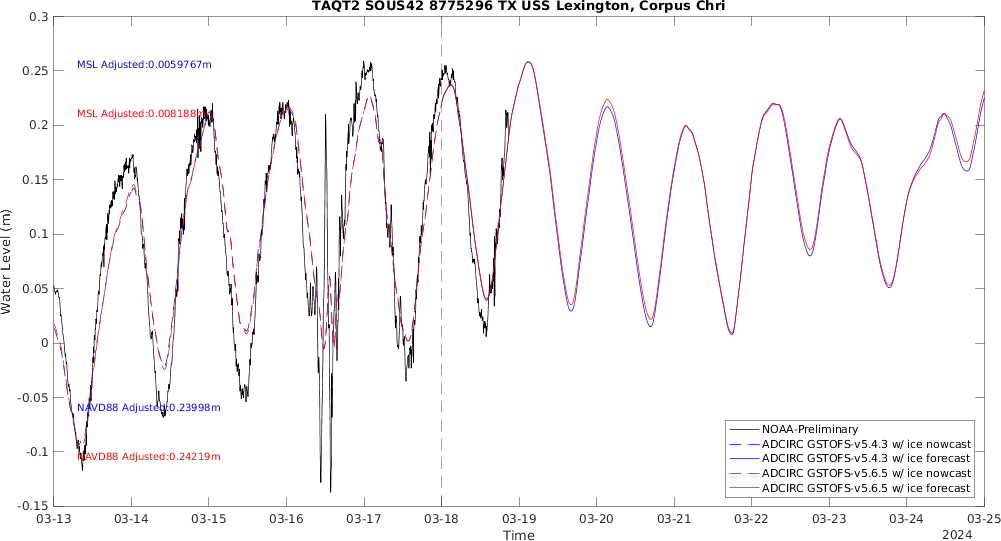 TAQT2 SOUS42 8775296 TX USS Lexington, Corpus Chri
0.3
0.25
0.2
0.15
0.1
0.05
0
-0.05
-0.1
-0.15
Water Level (m)
MSL Adjusted:0.0059767m
MSL Adjusted:0.008188m
NAVD88 Adjusted:0.23998m
NAVD88 Adjusted:0.24219m
NOAA-Preliminary
ADCIRC GSTOFS-v5.4.3 w/ ice nowcast
ADCIRC GSTOFS-v5.4.3 w/ ice forecast
ADCIRC GSTOFS-v5.6.5 w/ ice nowcast
ADCIRC GSTOFS-v5.6.5 w/ ice forecast
03-13 03-14 03-15 03-16 03-17 03-18 03-19 03-20 03-21 03-22 03-23 03-24 03-25
Time
2024